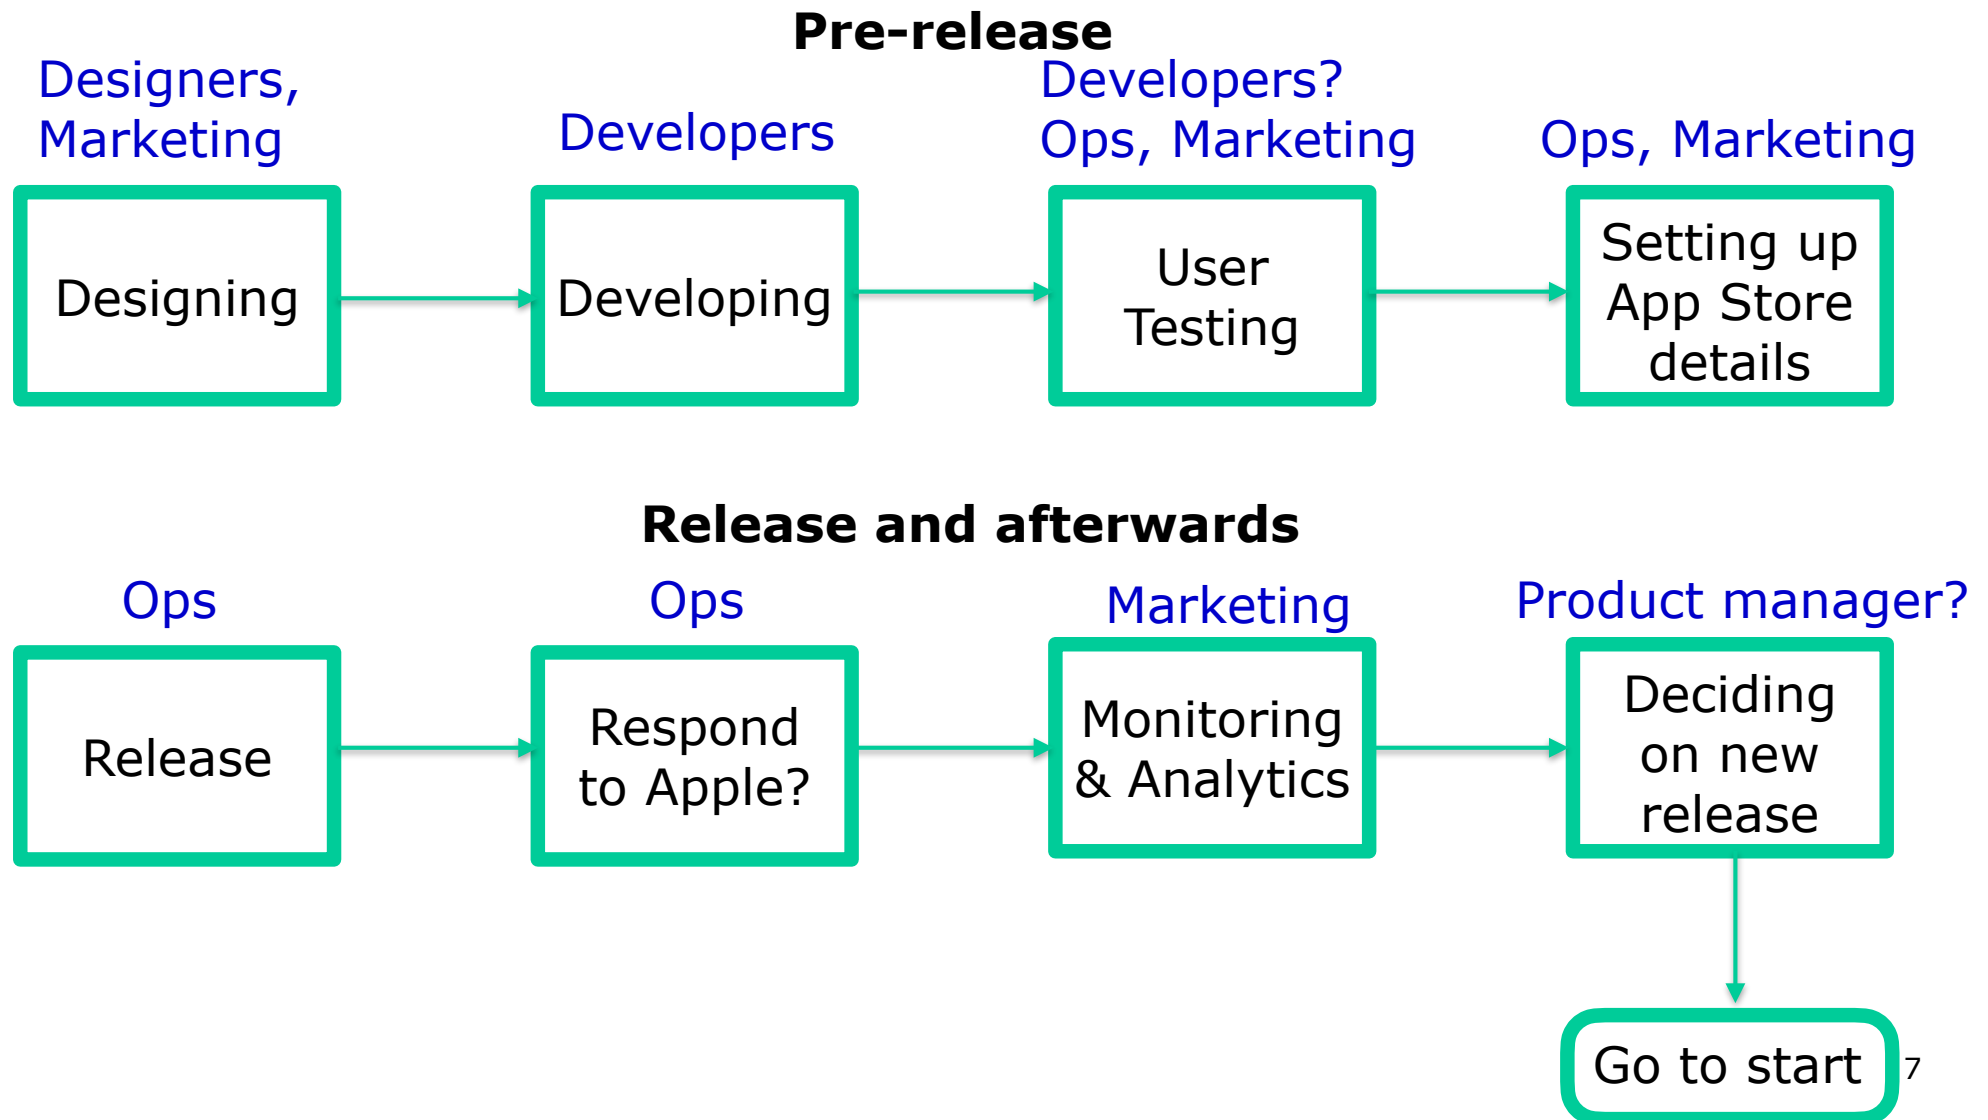 Pre-release
Designers,
Marketing
Developers
Developers?
Ops, Marketing
Ops, Marketing
Designing
Developing
User
Testing
Setting up
App Store
details
Release and afterwards
Ops
Ops
Marketing
Product manager?
Release
Respond
to Apple?
Monitoring
& Analytics
Deciding
on new
release
Go to start
7